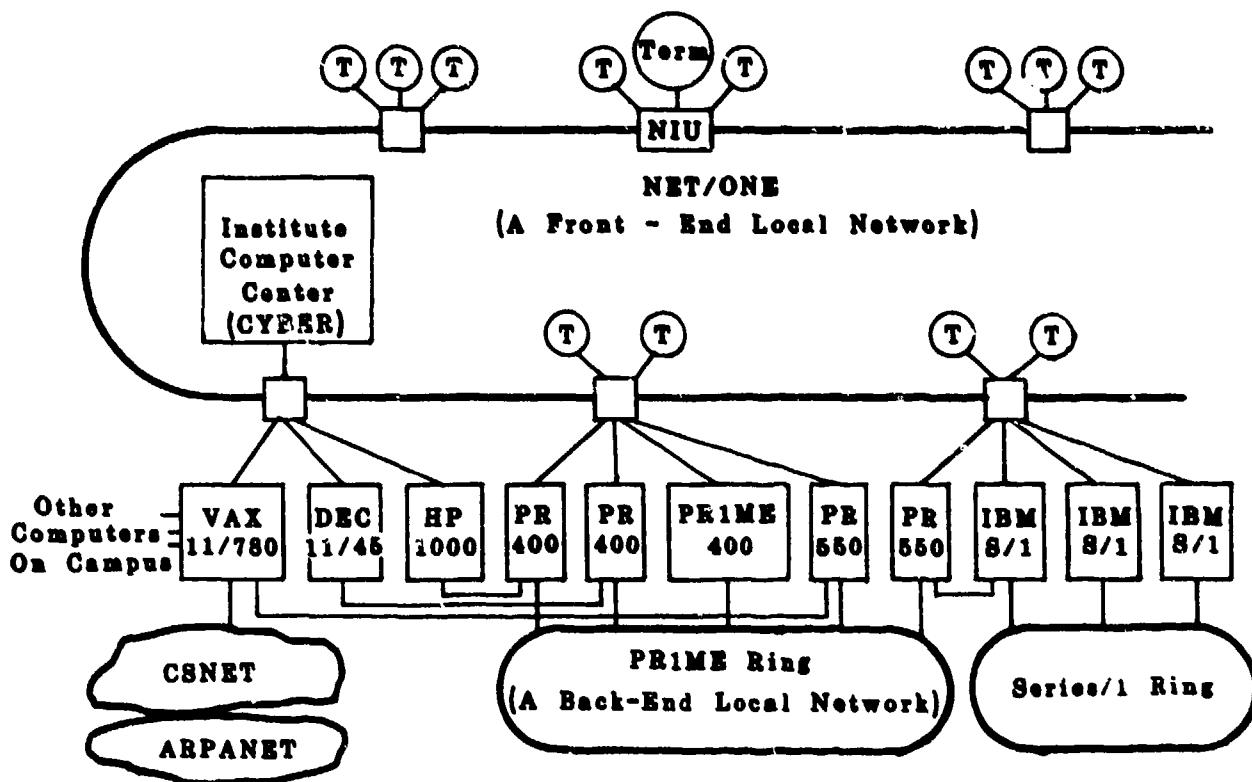 Term
T T T T T T T T
NIU
NET/ONE
(A Front - End Local Network)
Institute
Computer
Center
(CYBER)
T T T T
Other
Computers
On Campus
VAX
11/780
DEC
11/45
HP
1000
PR
400
PR
400
PR1ME
400
PR
550
PR
550
IBM
S/1
IBM
S/1
IBM
S/1
CSNET
ARPANET
PR1ME Ring
(A Back-End Local Network)
Series/1 Ring